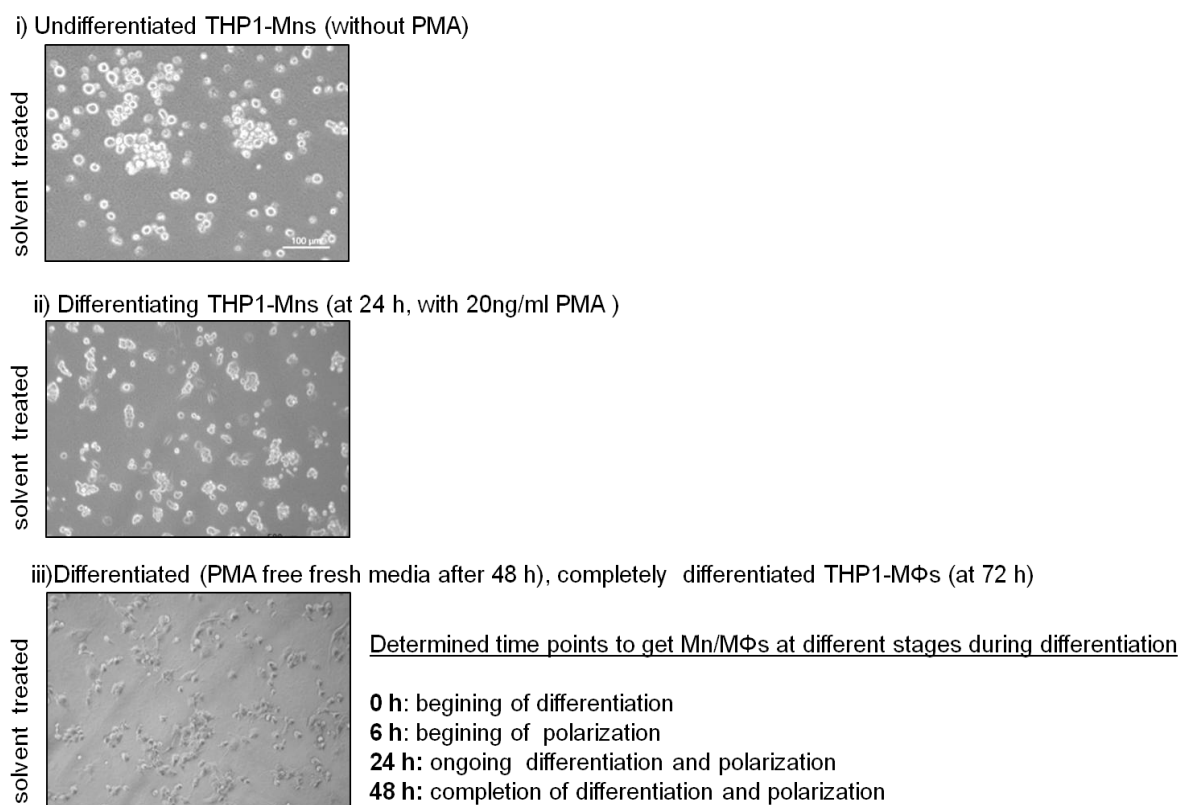 i) Undifferentiated THP1-Mns (without PMA)
solvent treated
100 µm
ii) Differentiating THP1-Mns (at 24 h, with 20ng/ml PMA )
solvent treated
iii)Differentiated (PMA free fresh media after 48 h), completely differentiated THP1-MΦs (at 72 h)
solvent treated
Determined time points to get Mn/MΦs at different stages during differentiation
0 h: begining of differentiation
6 h: begining of polarization
24 h: ongoing differentiation and polarization
48 h: completion of differentiation and polarization